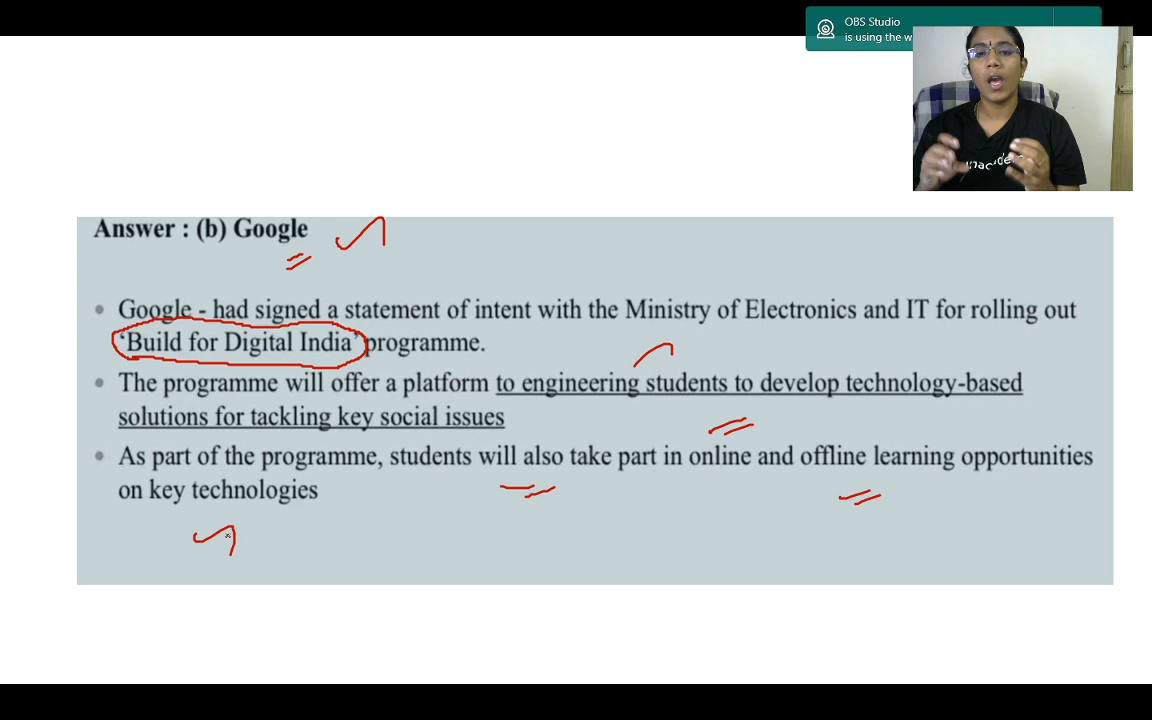 OBS Studio
is using the w
Answer : (b) Google
Google - had signed a statement of intent with the Ministry of Electronics and IT for rolling out
‘Build for Digital India’ programme.
The programme will offer a platform to engineering students to develop technology-based
solutions for tackling key social issues
As part of the programme, students will also take part in online and offline learning opportunities
on key technologies